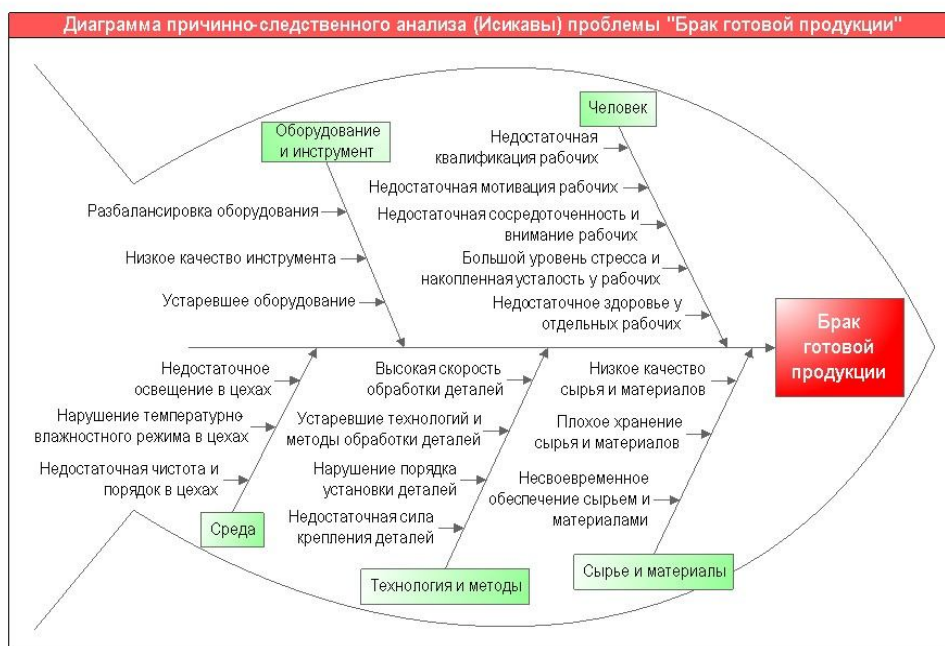 Диаграмма причинно-следственного анализа (Исикавы) проблемы "Брак готовой продукции"
Оборудование
и инструмент
Разбалансировка оборудования
Низкое качество инструмента
Устаревшее оборудование
Человек
Недостаточная
квалификация рабочих
Недостаточная мотивация рабочих
Недостаточная сосредоточенность и
внимание рабочих
Большой уровень стресса и
накопленная усталость у рабочих
Недостаточное здоровье у
отдельных рабочих
Брак
готовой
продукции
Недостаточное
освещение в цехах
Нарушение температурно-
влажностного режима в цехах
Недостаточная чистота и
порядок в цехах
Среда
Высокая скорость
обработки деталей
Устаревшие технологий и
методы обработки деталей
Нарушение порядка
установки деталей
Недостаточная сила
крепления деталей
Технология и методы
Низкое качество
сырья и материалов
Плохое хранение
сырья и материалов
Несвоевременное
обеспечение сырьем и
материалами
Сырье и материалы